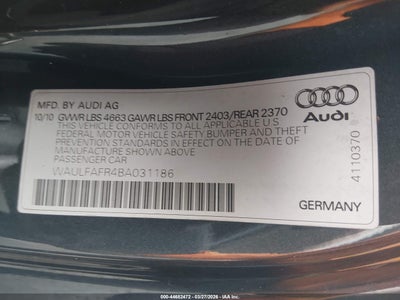 MFD. BY AUDI AG
10/10 GVWR LBS 4663 GAWR LBS FRONT 2403/REAR 2370
THIS VEHICLE CONFORMS TO ALL APPLICABLE U.S.
FEDERAL MOTOR VEHICLE SAFETY, BUMPER AND THEFT
PREVENTION STANDARDS IN EFFECT ON THE DATE OF
MANUFACTURE SHOWN ABOVE.
PASSENGER CAR
WAULFAFR4BA031186
Audi
4110370
GERMANY
000-44682472 - 03/27/2026 - IAA Inc.